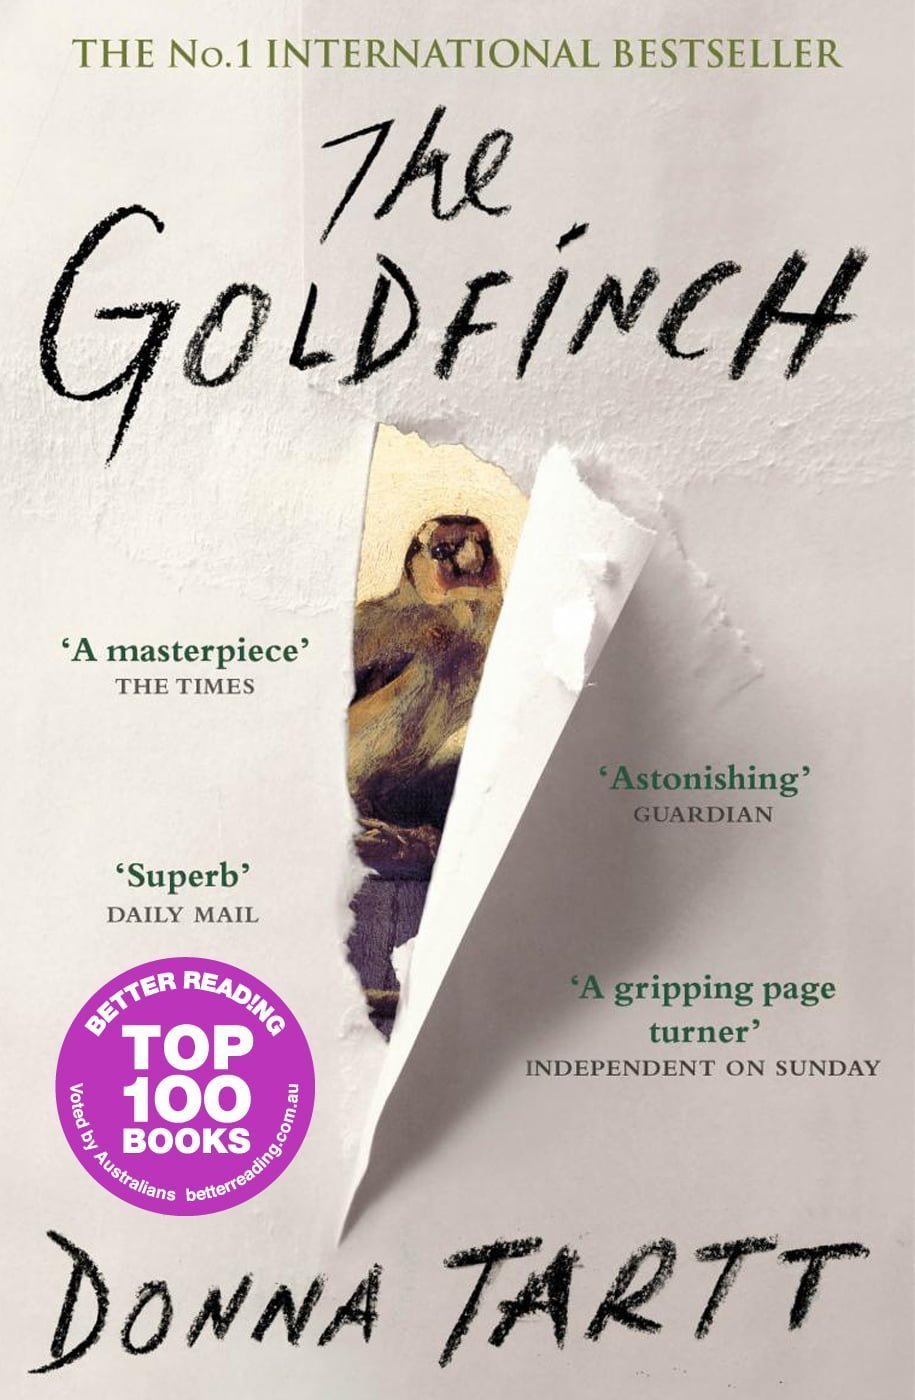 THE No.1 INTERNATIONAL BESTSELLER
The
GOLDFINCH
‘A masterpiece’
THE TIMES
‘Astonishing’
GUARDIAN
‘Superb’
DAILY MAIL
‘A gripping page
turner’
INDEPENDENT ON SUNDAY
BETTER READ!NG
TOP
100
BOOKS
Voted by Australians betterreading.com.au
DONNA TARTT